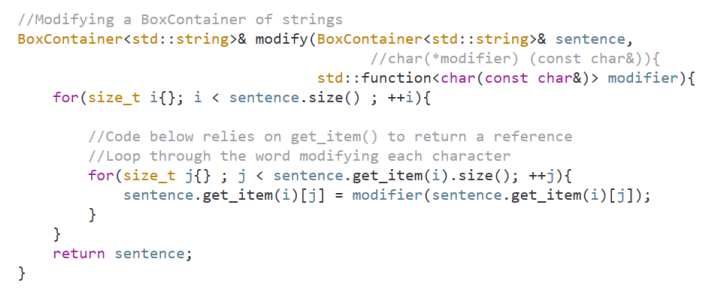 //Modifying a BoxContainer of strings
BoxContainer<std::string>& modify(BoxContainer<std::string>& sentence,
                                        //char(*modifier) (const char&)){
                                  std::function<char(const char&)> modifier){
    for(size_t i{}; i < sentence.size() ; ++i){

        //Code below relies on get_item() to return a reference
        //Loop through the word modifying each character
        for(size_t j{} ; j < sentence.get_item(i).size(); ++j){
            sentence.get_item(i)[j] = modifier(sentence.get_item(i)[j]);
        }
    }
    return sentence;
}